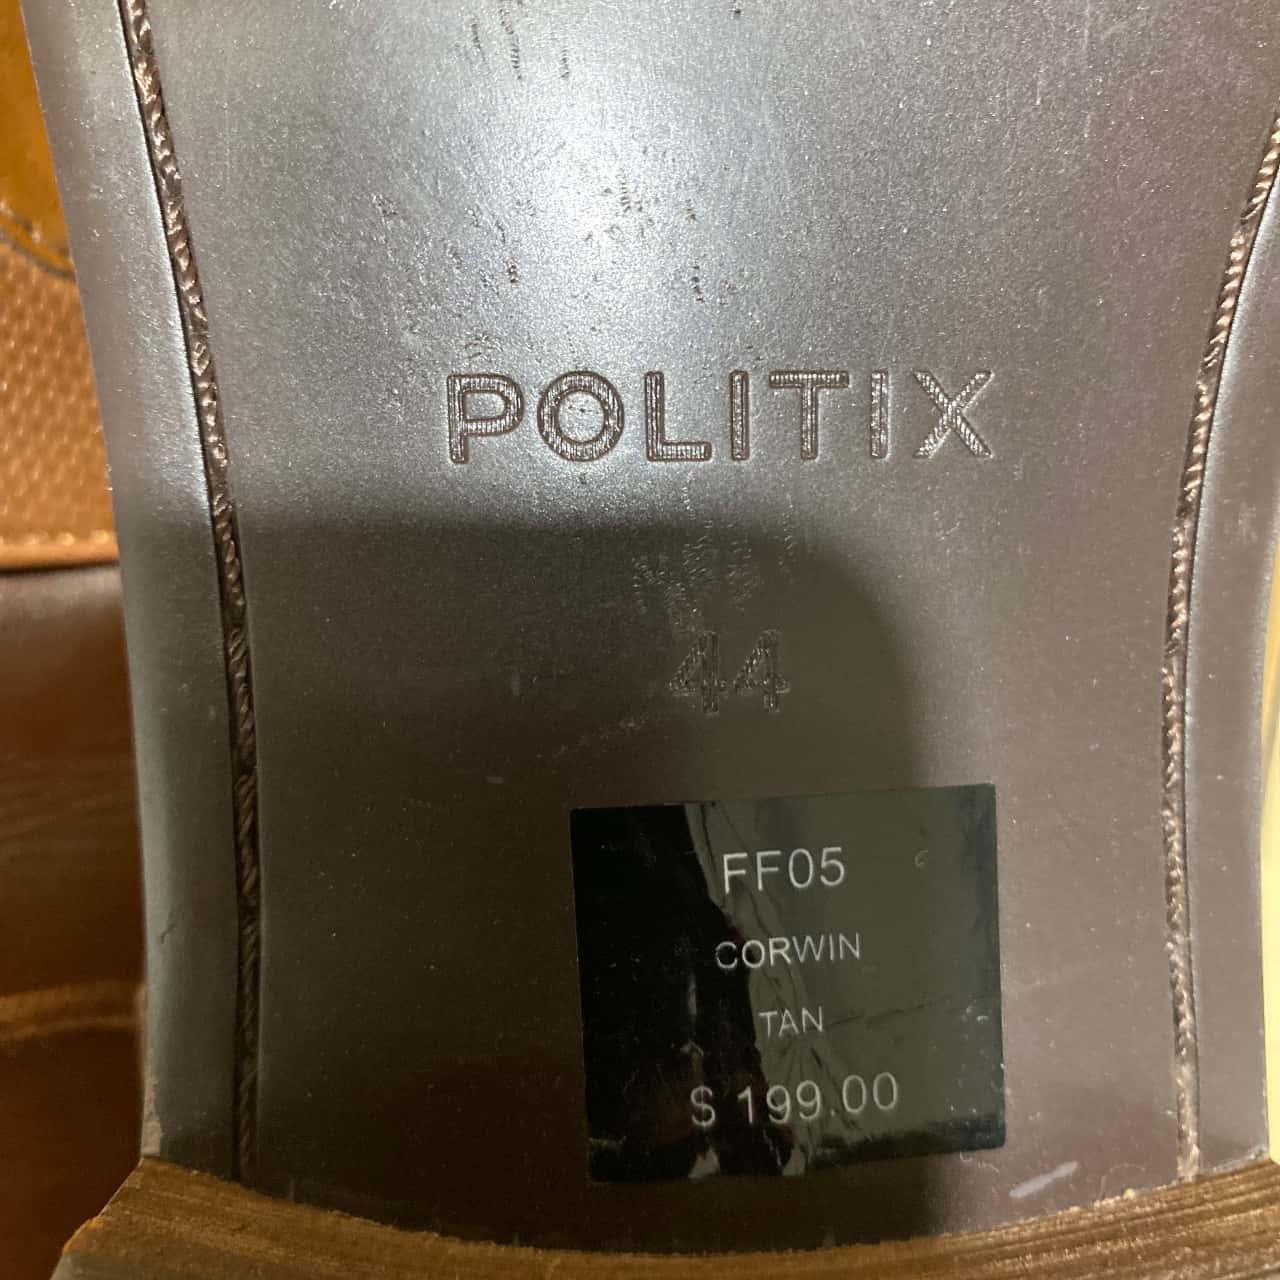 POLITIX
44
FF05
CORWIN
TAN
$ 199.00